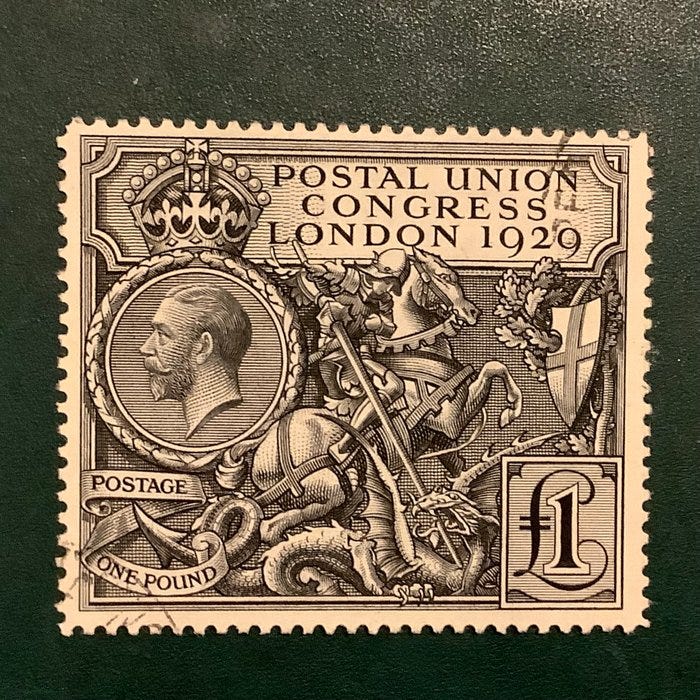 POSTAL UNION
CONGRESS
LONDON 1929
POSTAGE
ONE POUND
£1